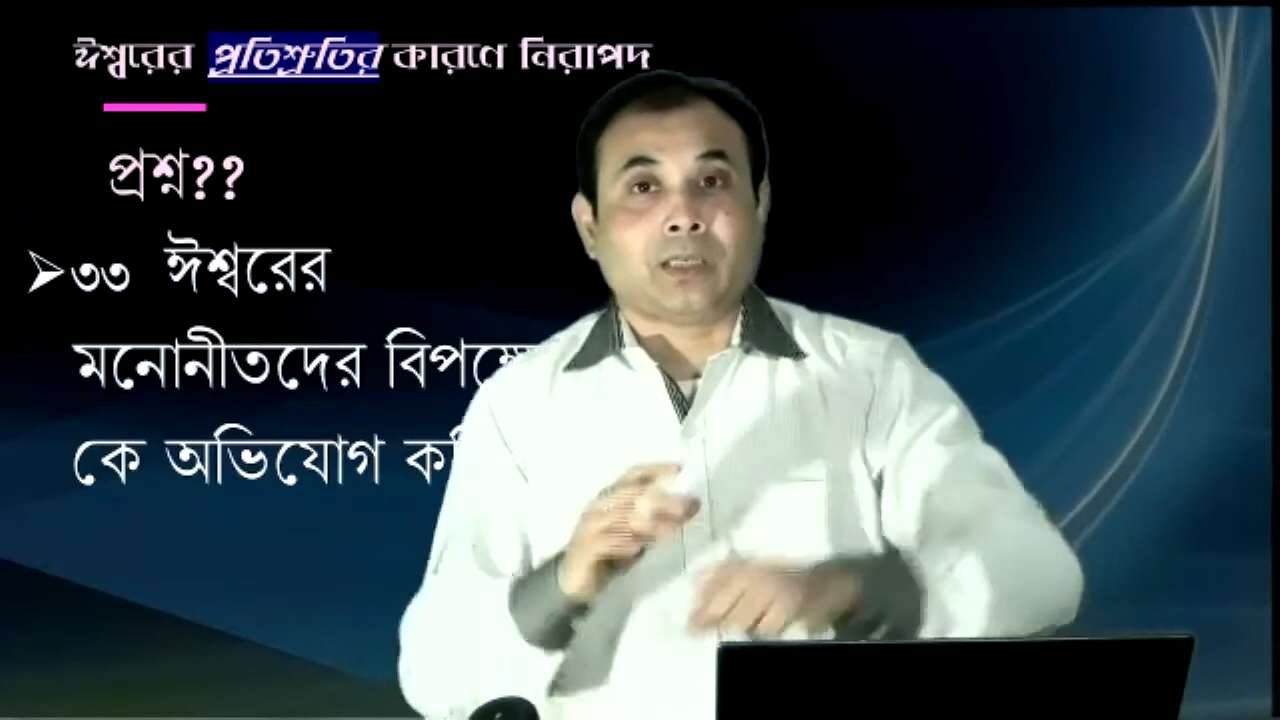 ঈশ্বরের প্রতিশ্রুতির কারণে নিরাপদ
প্রশ্ন??
➢৩৩ ঈশ্বরের
মনোনীতদের
কে অভিযোগ